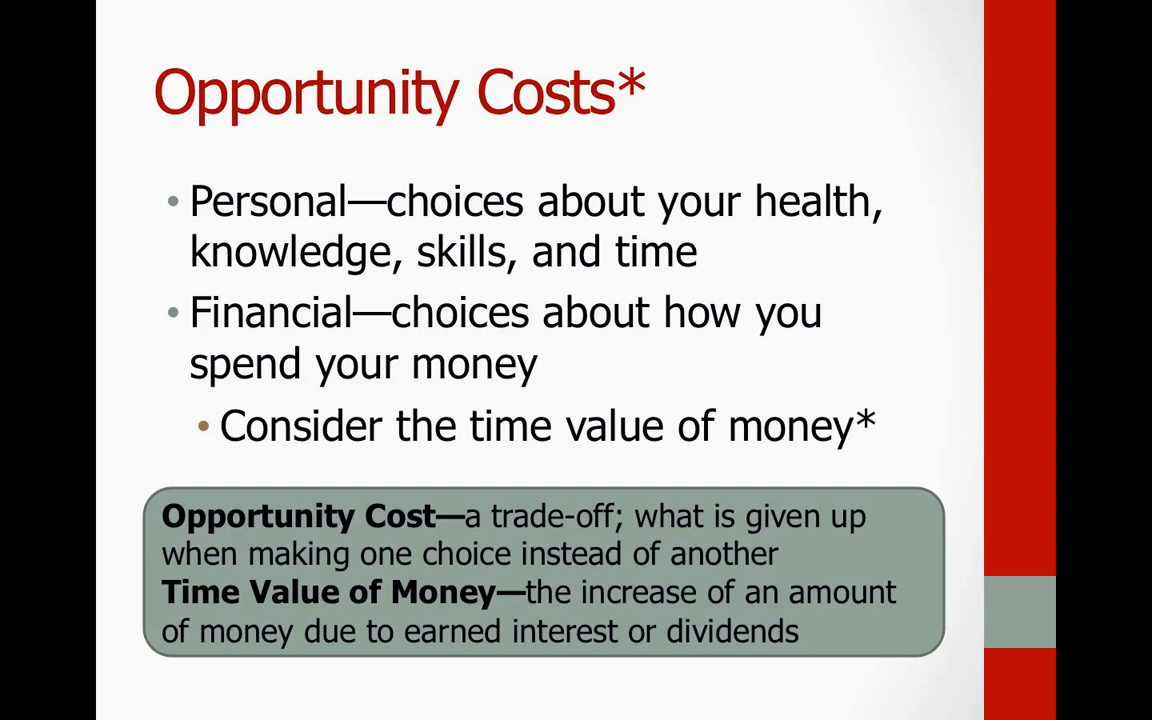 Opportunity Costs*
• Personal—choices about your health,
knowledge, skills, and time
• Financial—choices about how you
spend your money
• Consider the time value of money*
Opportunity Cost—a trade-off; what is given up
when making one choice instead of another
Time Value of Money—the increase of an amount
of money due to earned interest or dividends